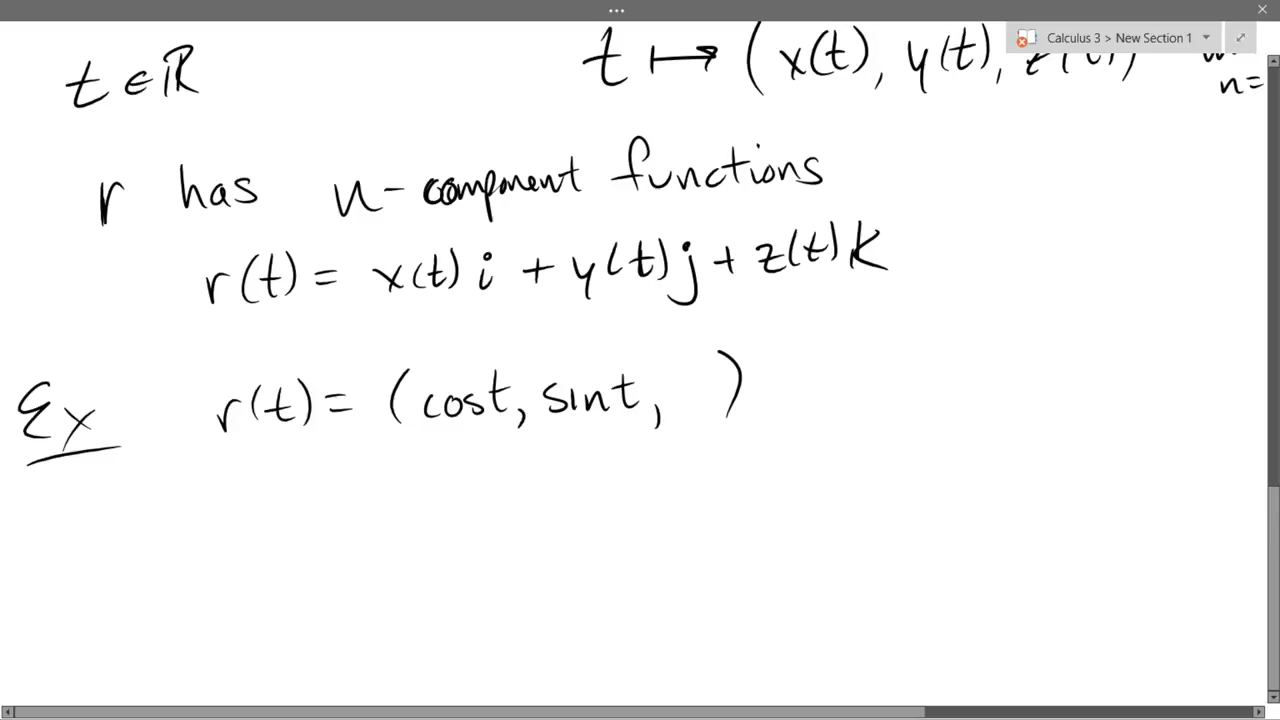 Calculus 3 > New Section 1
t ∈ ℝ t ↦ (x(t), y(t), z(t))
n=
r has n-component functions
r(t) = x(t) i + y(t) j + z(t) k
Ex r(t) = (cost, sint, )